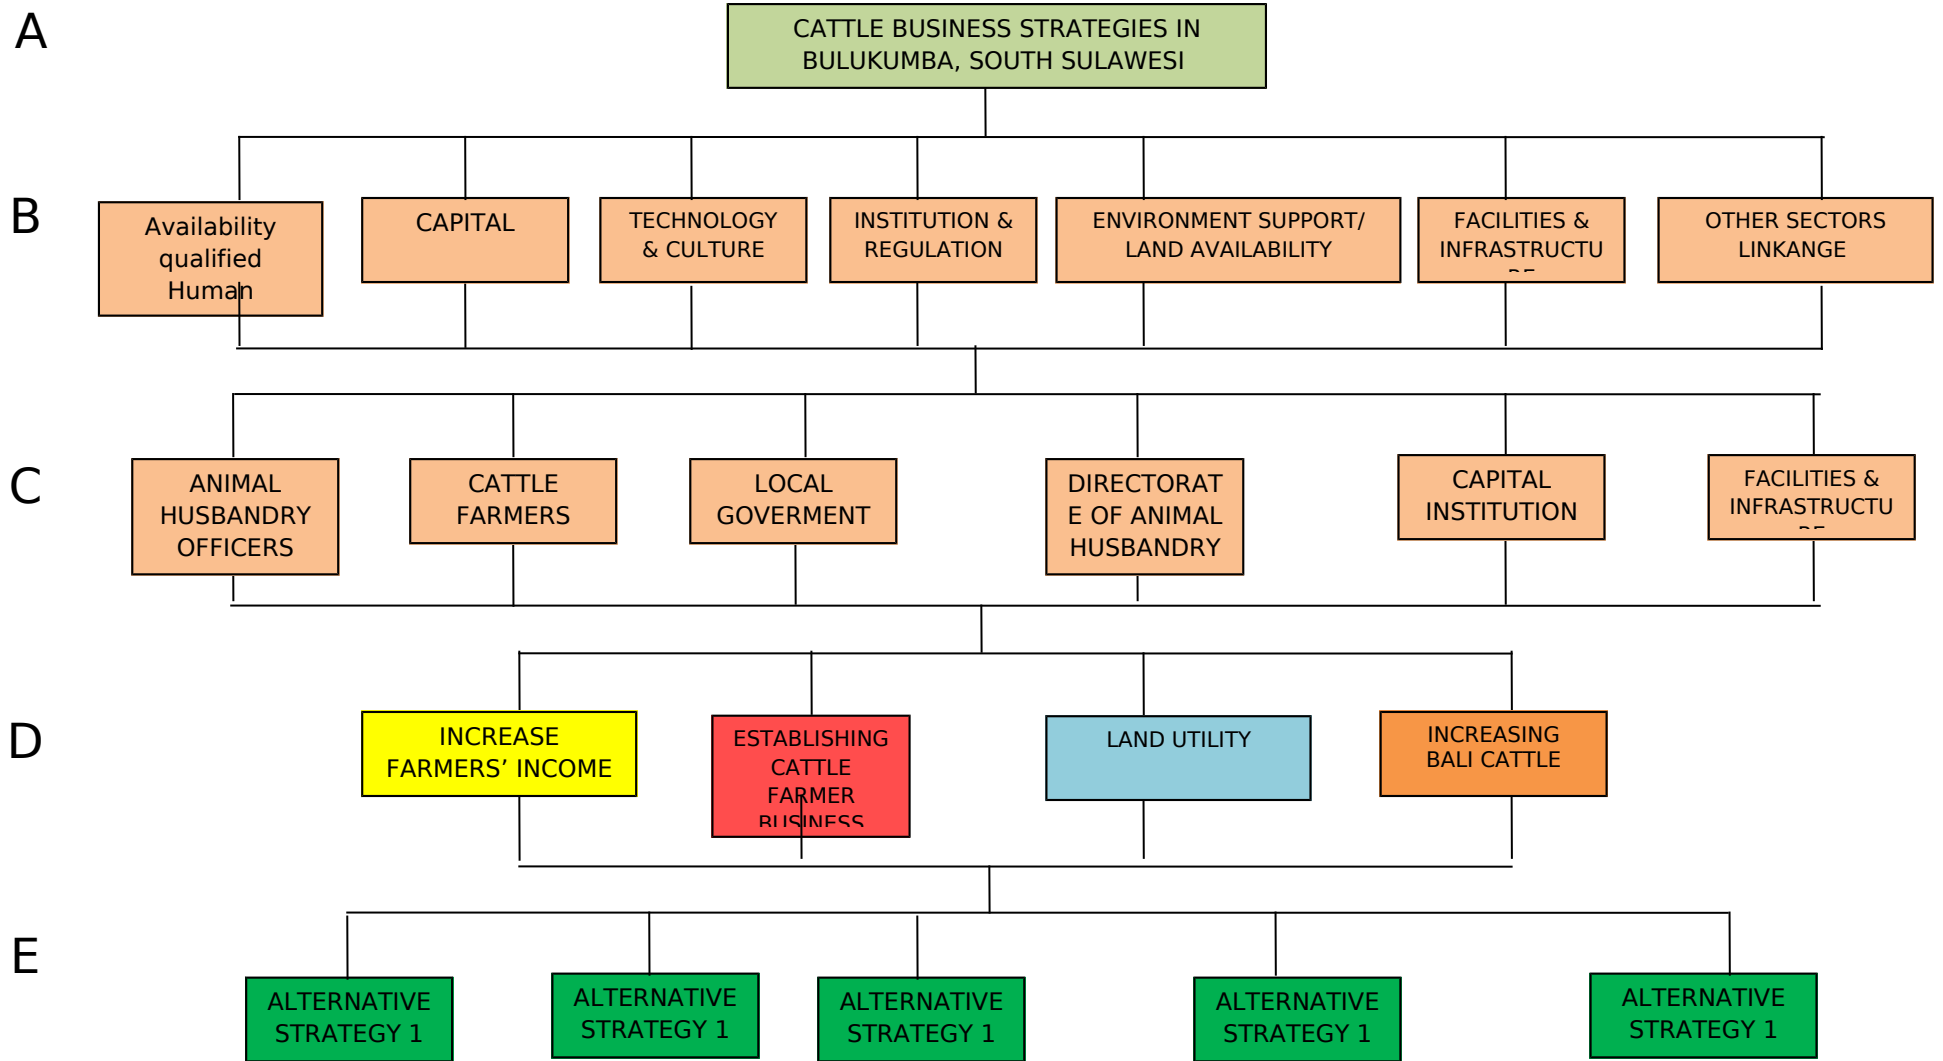 A
CATTLE BUSINESS STRATEGIES IN
BULUKUMBA, SOUTH SULAWESI
B
Availability
qualified
Human
CAPITAL
TECHNOLOGY
& CULTURE
INSTITUTION &
REGULATION
ENVIRONMENT SUPPORT/
LAND AVAILABILITY
FACILITIES &
INFRASTRUCTU
OTHER SECTORS
LINKANGE
C
ANIMAL
HUSBANDRY
OFFICERS
CATTLE
FARMERS
LOCAL
GOVERMENT
DIRECTORAT
E OF ANIMAL
HUSBANDRY
CAPITAL
INSTITUTION
FACILITIES &
INFRASTRUCTU
D
INCREASE
FARMERS’ INCOME
ESTABLISHING
CATTLE
FARMER
BUSINESS
LAND UTILITY
INCREASING
BALI CATTLE
E
ALTERNATIVE
STRATEGY 1
ALTERNATIVE
STRATEGY 1
ALTERNATIVE
STRATEGY 1
ALTERNATIVE
STRATEGY 1
ALTERNATIVE
STRATEGY 1